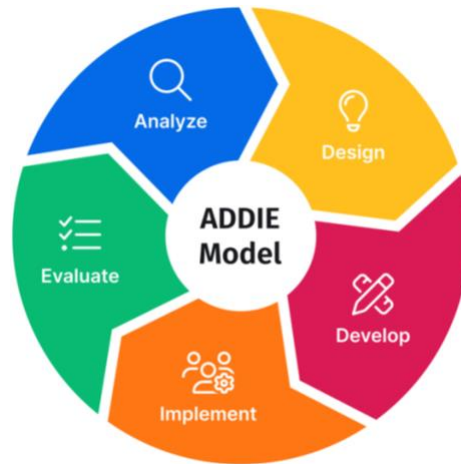 ADDIE
Model
Analyze
Design
Develop
Implement
Evaluate